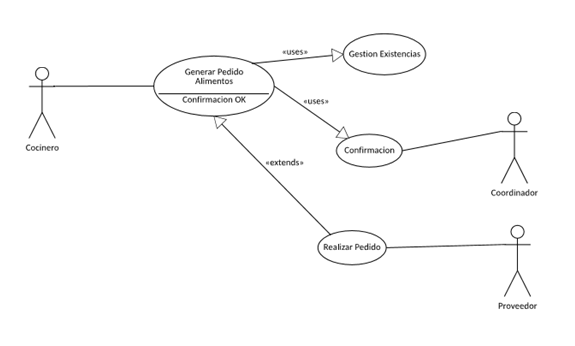 «uses»
Gestion Existencias
Generar Pedido
Alimentos
Confirmacion OK
«uses»
Cocinero
Confirmacion
«extends»
Coordinador
Realizar Pedido
Proveedor